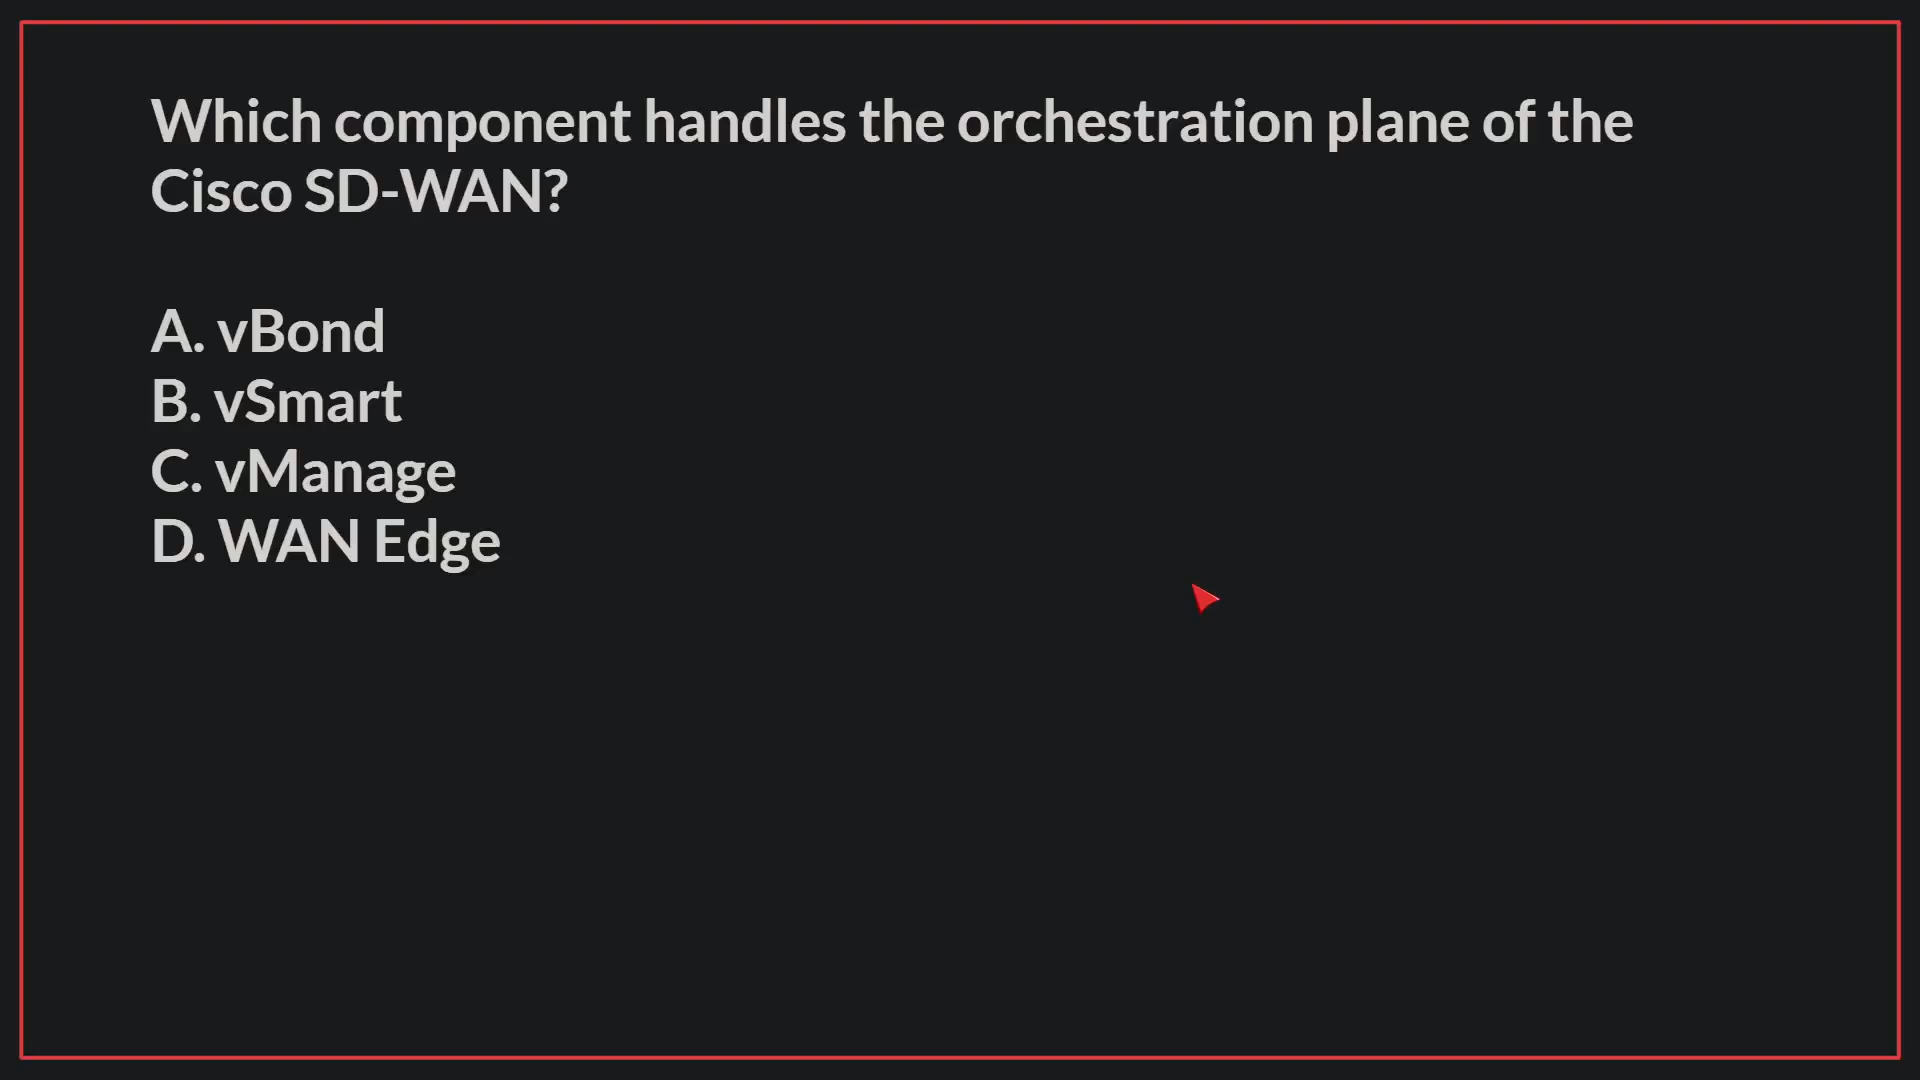 Which component handles the orchestration plane of the
Cisco SD-WAN?
A. vBond
B. vSmart
C. vManage
D. WAN Edge